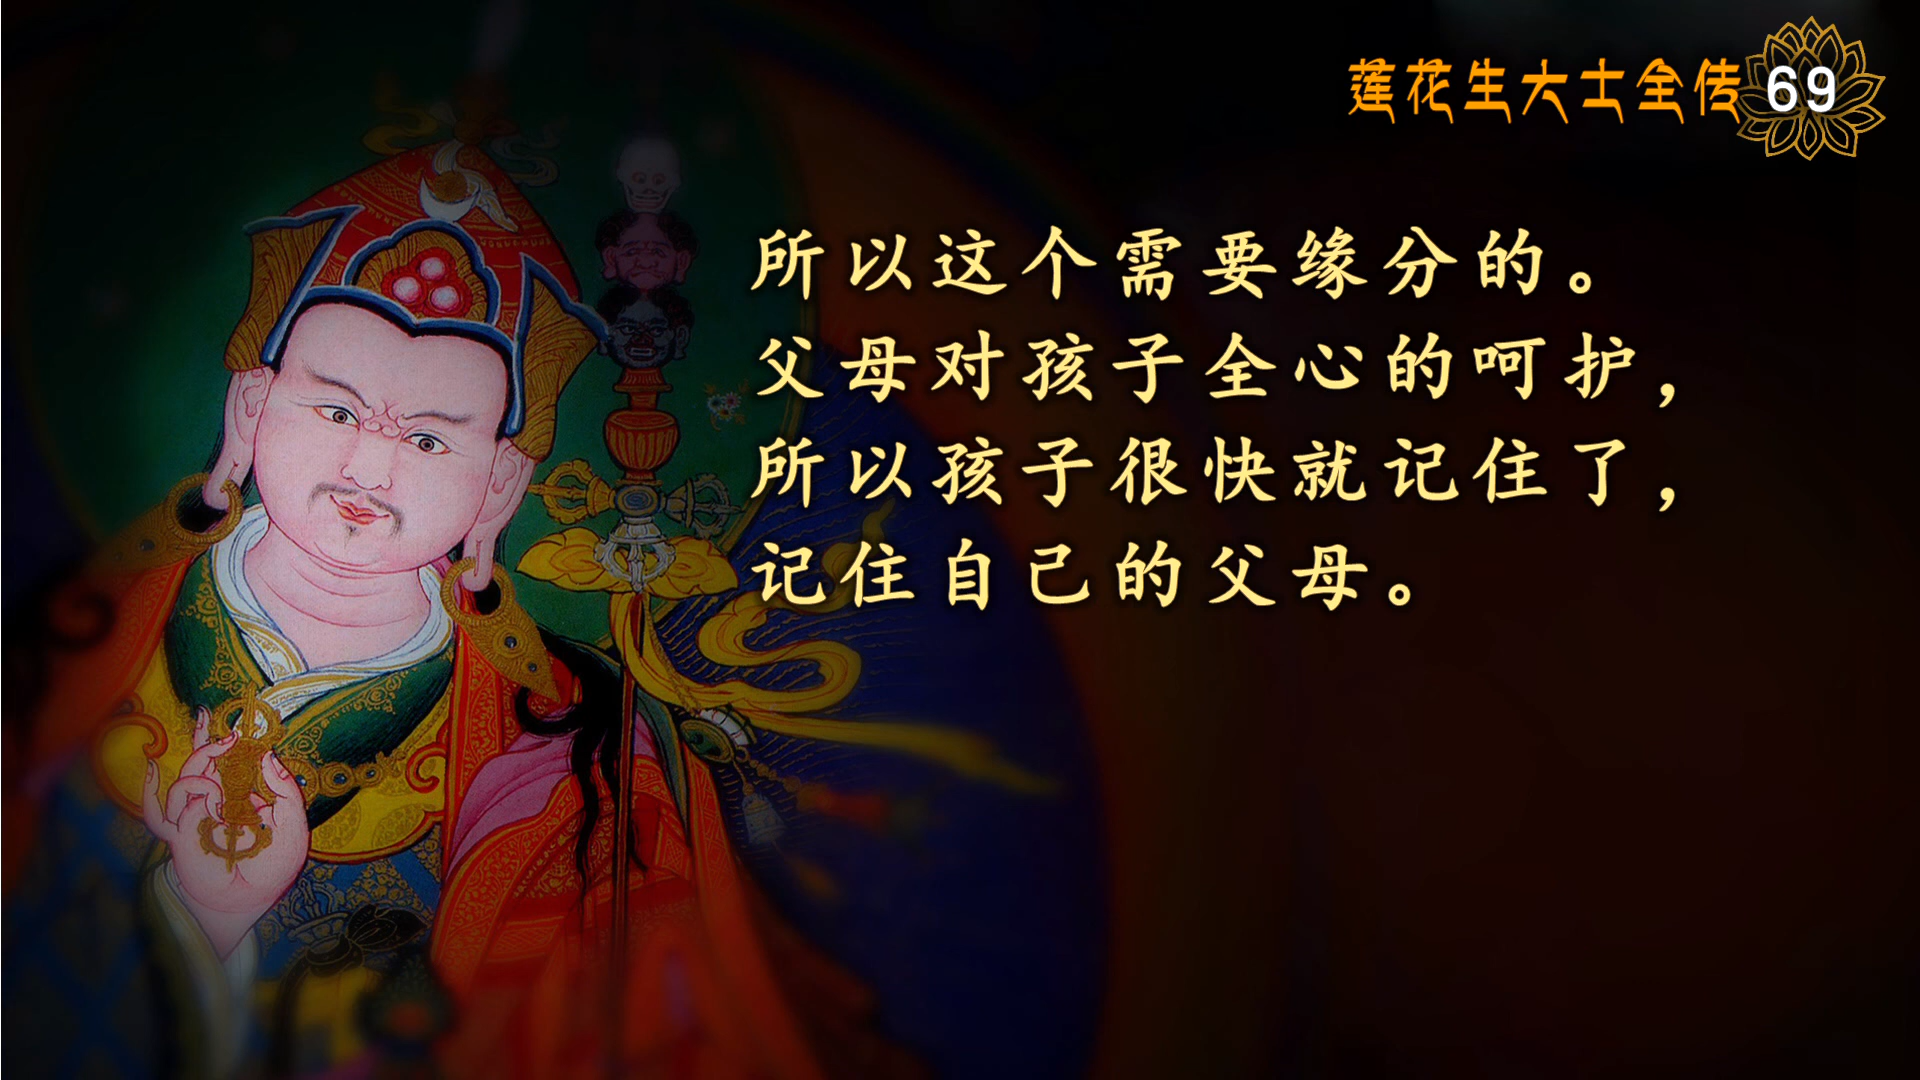 莲花生大士全传 69
所以这个需要缘分的。
父母对孩子全心的呵护，
所以孩子很快就记住了，
记住自己的父母。